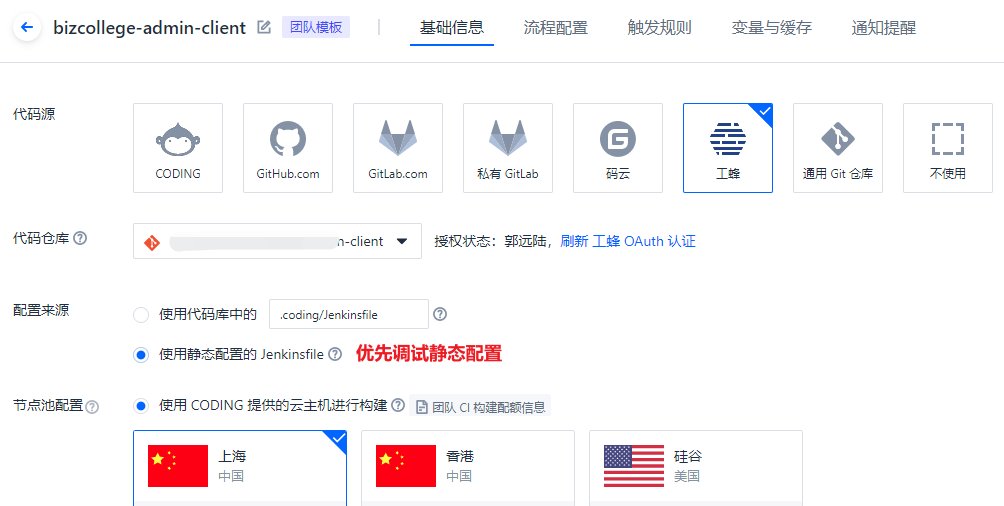 bizcollege-admin-client 团队模板 基础信息 流程配置 触发规则 变量与缓存 通知提醒
代码源
CODING GitHub.com GitLab.com 私有 GitLab 码云 工蜂 通用 Git 仓库 不使用
代码仓库 -client 授权状态：郭远陆，刷新 工蜂 OAuth 认证
配置来源 使用代码库中的 .coding/Jenkinsfile
使用静态配置的 Jenkinsfile 优先调试静态配置
节点池配置 使用 CODING 提供的云主机进行构建 团队 CI 构建配额信息
上海 香港 硅谷
中国 中国 美国